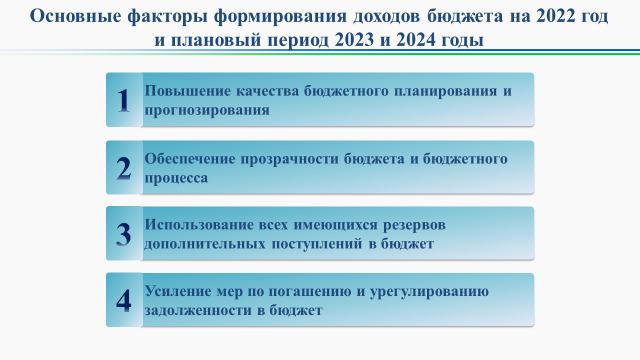 Основные факторы формирования доходов бюджета на 2022 год
и плановый период 2023 и 2024 годы
1
Повышение качества бюджетного планирования и
прогнозирования
2
Обеспечение прозрачности бюджета и бюджетного
процесса
3
Использование всех имеющихся резервов
дополнительных поступлений в бюджет
4
Усиление мер по погашению и урегулированию
задолженности в бюджет